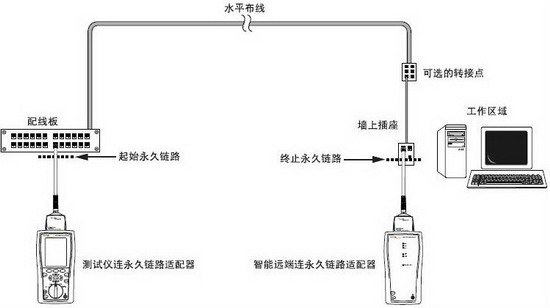 水平布线
可选的转接点
配线板
墙上插座
工作区域
起始永久链路
终止永久链路
测试仪连永久链路适配器
智能远端连永久链路适配器